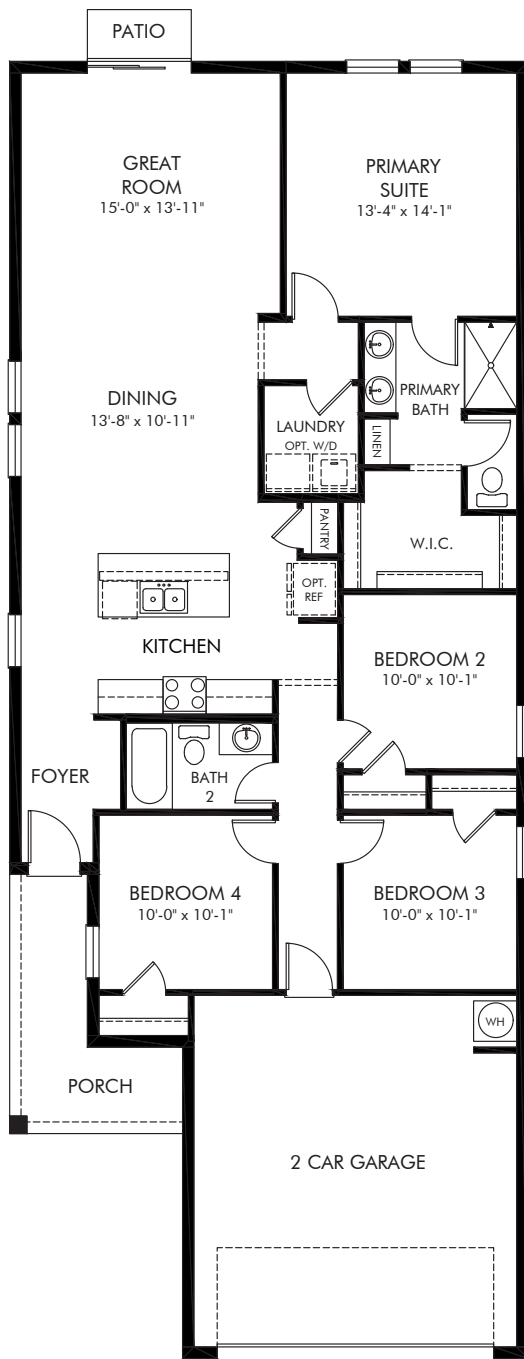 PATIO
GREAT
ROOM
15'-0" x 13'-11"
PRIMARY
SUITE
13'-4" x 14'-1"
DINING
13'-8" x 10'-11"
PRIMARY
BATH
LAUNDRY
OPT. W/D
LINEN
PANTRY
W.I.C.
OPT.
REF
KITCHEN
BEDROOM 2
10'-0" x 10'-1"
FOYER
BATH
2
BEDROOM 4
10'-0" x 10'-1"
BEDROOM 3
10'-0" x 10'-1"
WH
PORCH
2 CAR GARAGE